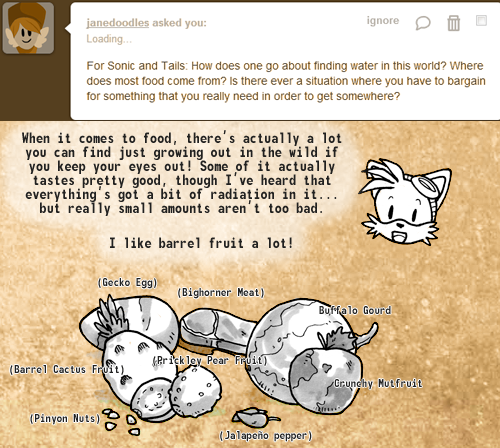 janedoodles asked you:
ignore
Loading...
For Sonic and Tails: How does one go about finding water in this world? Where
does most food come from? Is there ever a situation where you have to bargain
for something that you really need in order to get somewhere?
When it comes to food, there's actually a lot
you can find just growing out in the wild if
you keep your eyes out! Some of it actually
tastes pretty good, though I've heard that
everything's got a bit of radiation in it...
but really small amounts aren't too bad.
I like barrel fruit a lot!
(Gecko Egg)
(Bighorner Meat)
Buffalo Gourd
(Barrel Cactus Fruit)
(Prickley Pear Fruit)
Crunchy Mutfruit
(Pinyon Nuts)
(Jalapeño pepper)